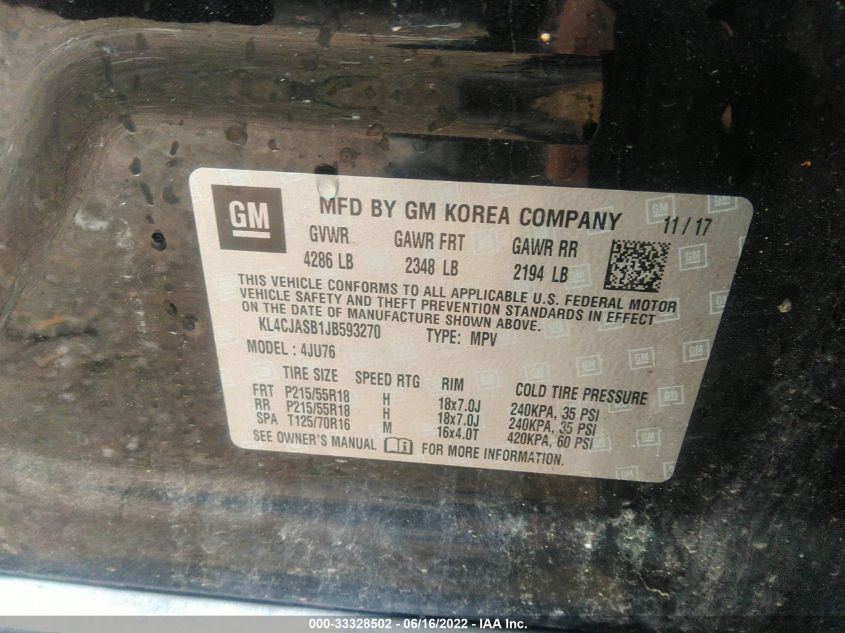 GM
MFD BY GM KOREA COMPANY 11 / 17
GVWR GAWR FRT GAWR RR
4286 LB 2348 LB 2194 LB
THIS VEHICLE CONFORMS TO ALL APPLICABLE U.S. FEDERAL MOTOR
VEHICLE SAFETY AND THEFT PREVENTION STANDARDS IN EFFECT
ON THE DATE OF MANUFACTURE SHOWN ABOVE.
KL4CJASB1JB593270 TYPE: MPV
MODEL : 4JU76
TIRE SIZE SPEED RTG RIM COLD TIRE PRESSURE
FRT P215/55R18 H 18x7.0J 240KPA, 35 PSI
RR P215/55R18 H 18x7.0J 240KPA, 35 PSI
SPA T125/70R16 M 16x4.0T 420KPA, 60 PSI
SEE OWNER'S MANUAL FOR MORE INFORMATION.
000-33328502 - 06/16/2022 - IAA Inc.